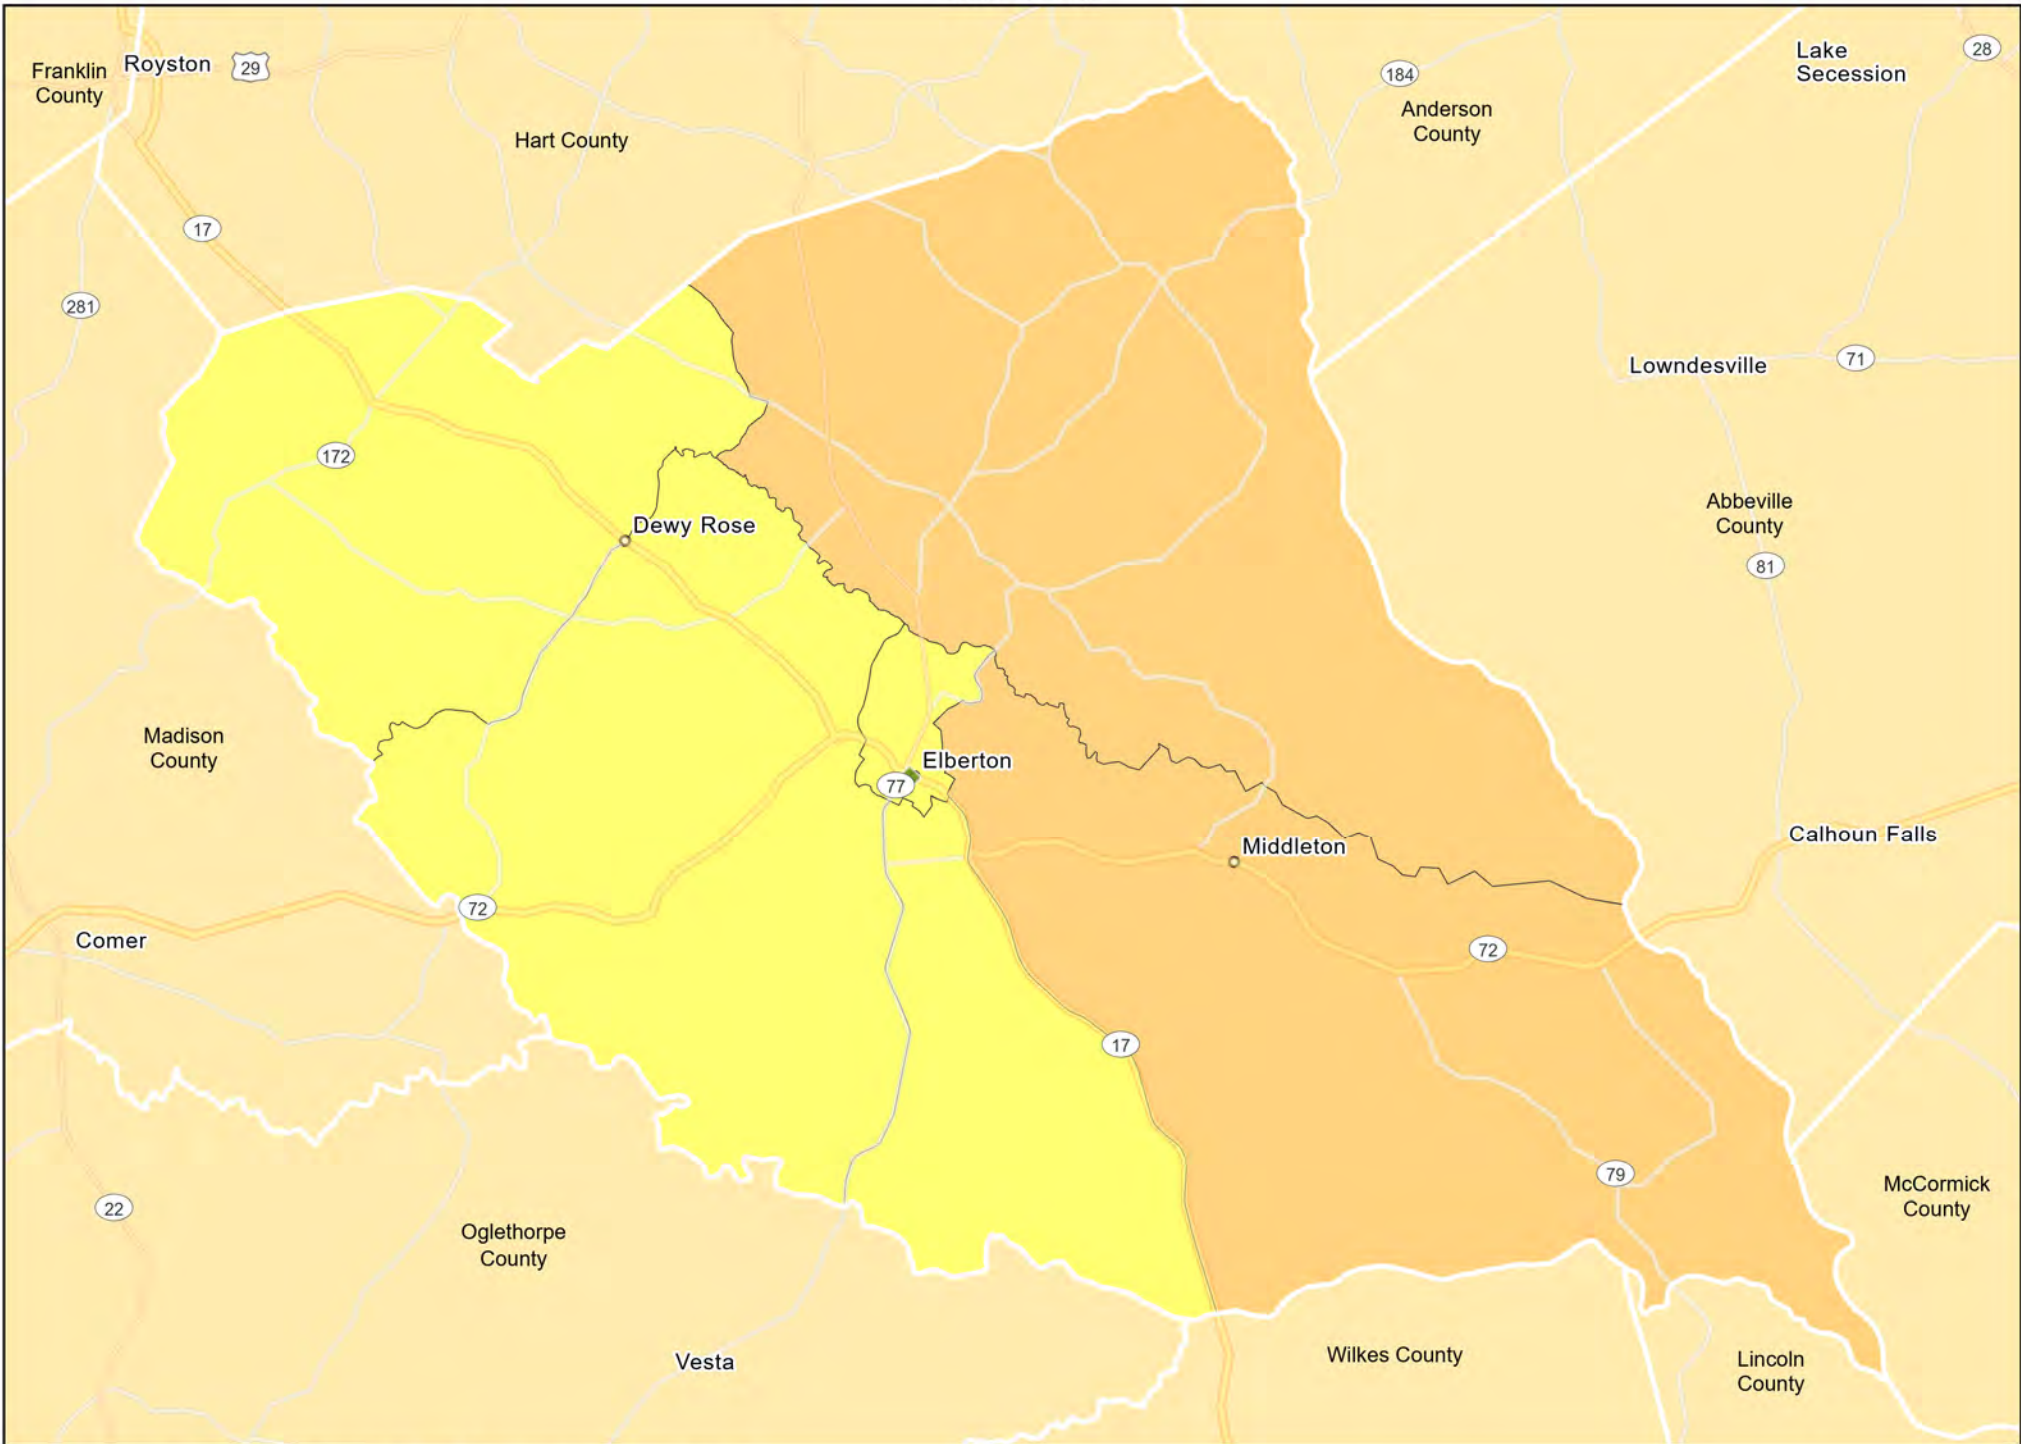 Franklin
County
Royston
29
Hart County
184
Anderson
County
Lake
Secession
28
17
281
Lowndesville
71
172
Dewy Rose
Abbeville
County
81
Madison
County
Elberton
77
Middleton
Calhoun Falls
72
Comer
72
17
79
McCormick
County
22
Oglethorpe
County
Vesta
Wilkes County
Lincoln
County